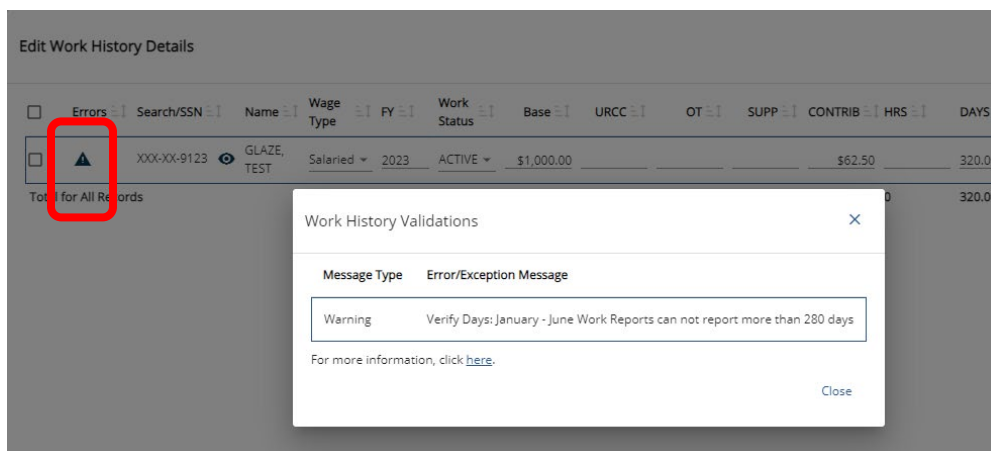 Edit Work History Details
Errors Search/SSN Name Wage Type FY Work Status Base URCC OT SUPP CONTRIB HRS DAYS
XXX-XX-9123 GLAZE, TEST Salaried 2023 ACTIVE $1,000.00 $62.50 320.0
for All Records 320.0
Work History Validations
Message Type Error/Exception Message
Warning Verify Days: January - June Work Reports can not report more than 280 days
For more information, click here.
Close